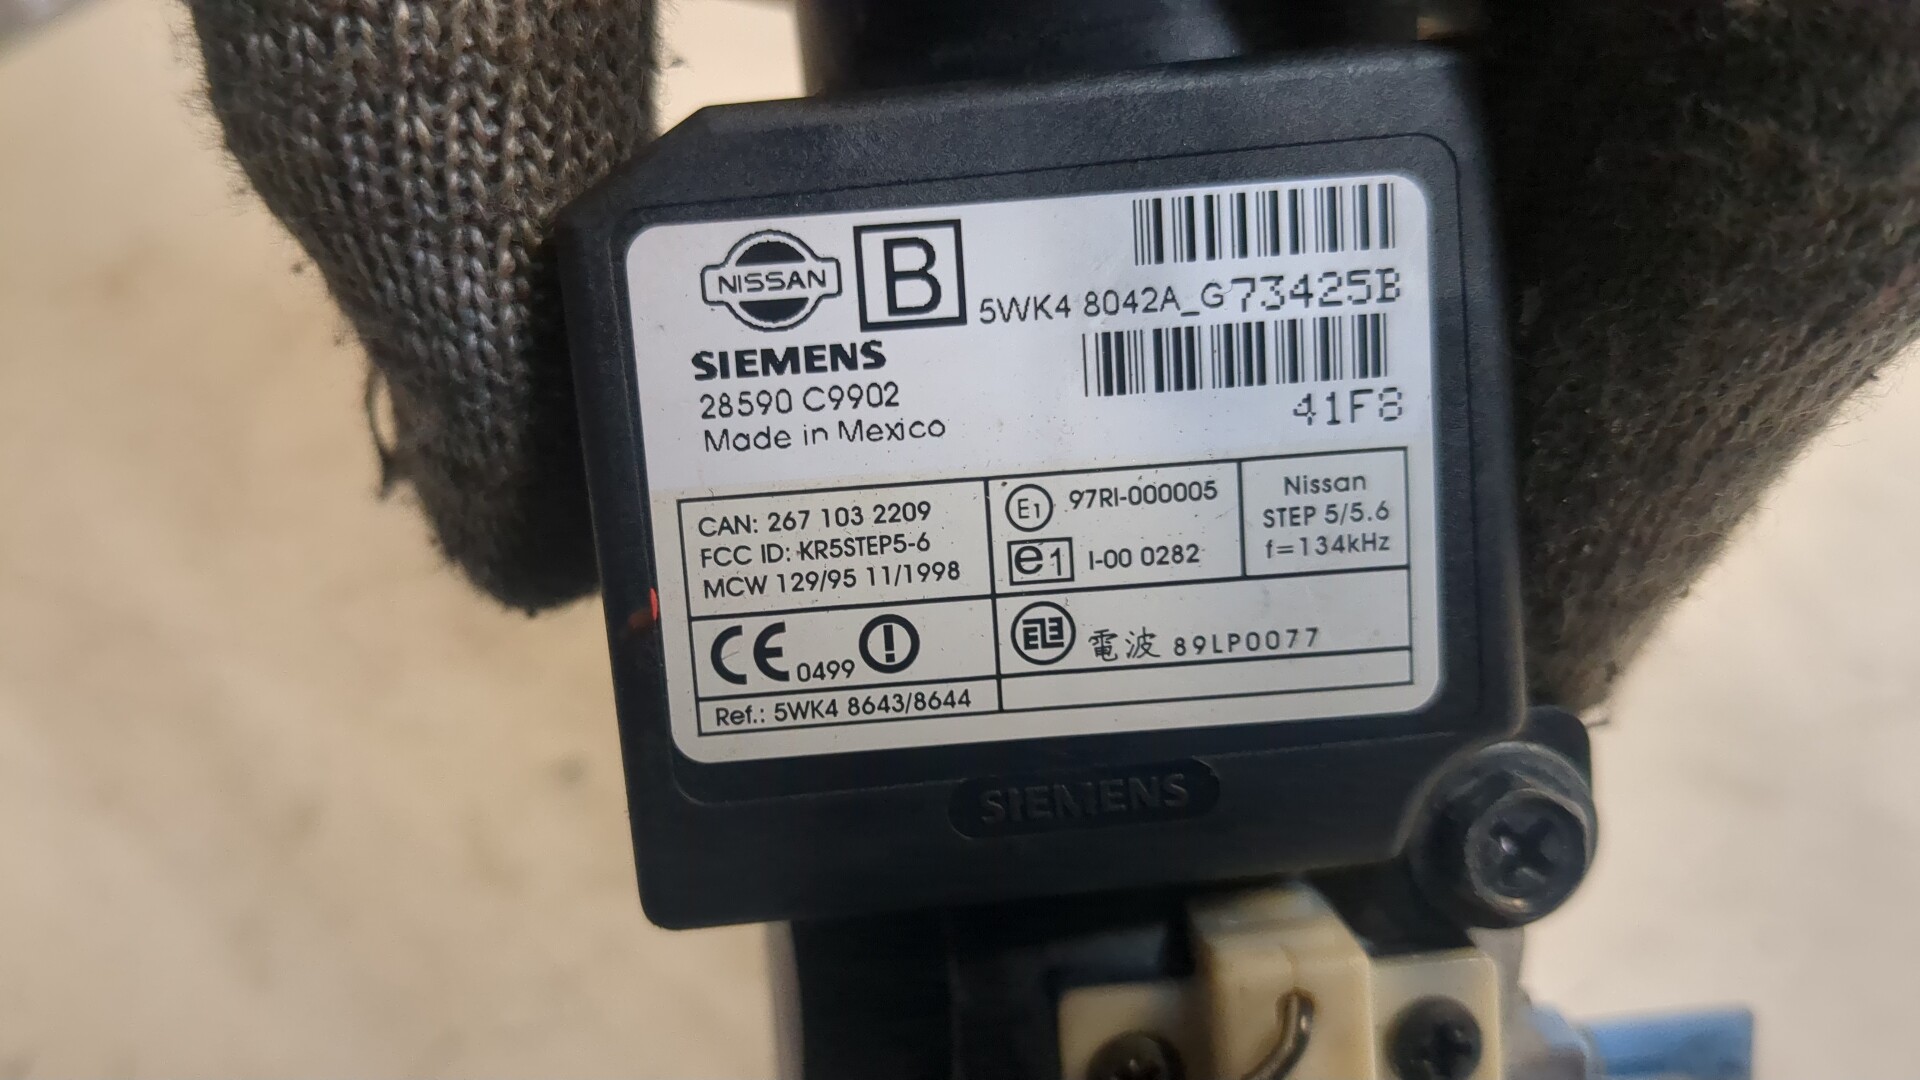 NISSAN
B
5WK4 8042A_G73425B
SIEMENS
28590 C9902
Made in Mexico
41F8
CAN: 267 103 2209
FCC ID: KR5STEP5-6
MCW 129/95 11/1998
E1 97RI-000005
e1 I-00 0282
Nissan
STEP 5/5.6
f=134kHz
CE 0499
電波 89LP0077
Ref.: 5WK4 8643/8644
SIEMENS